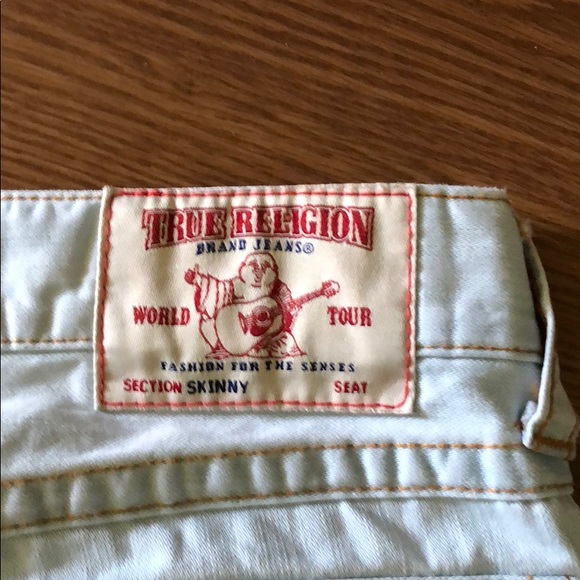 TRUE RELIGION
BRAND JEANS®
WORLD TOUR
FASHION FOR THE SENSES
SECTION SKINNY SEAT